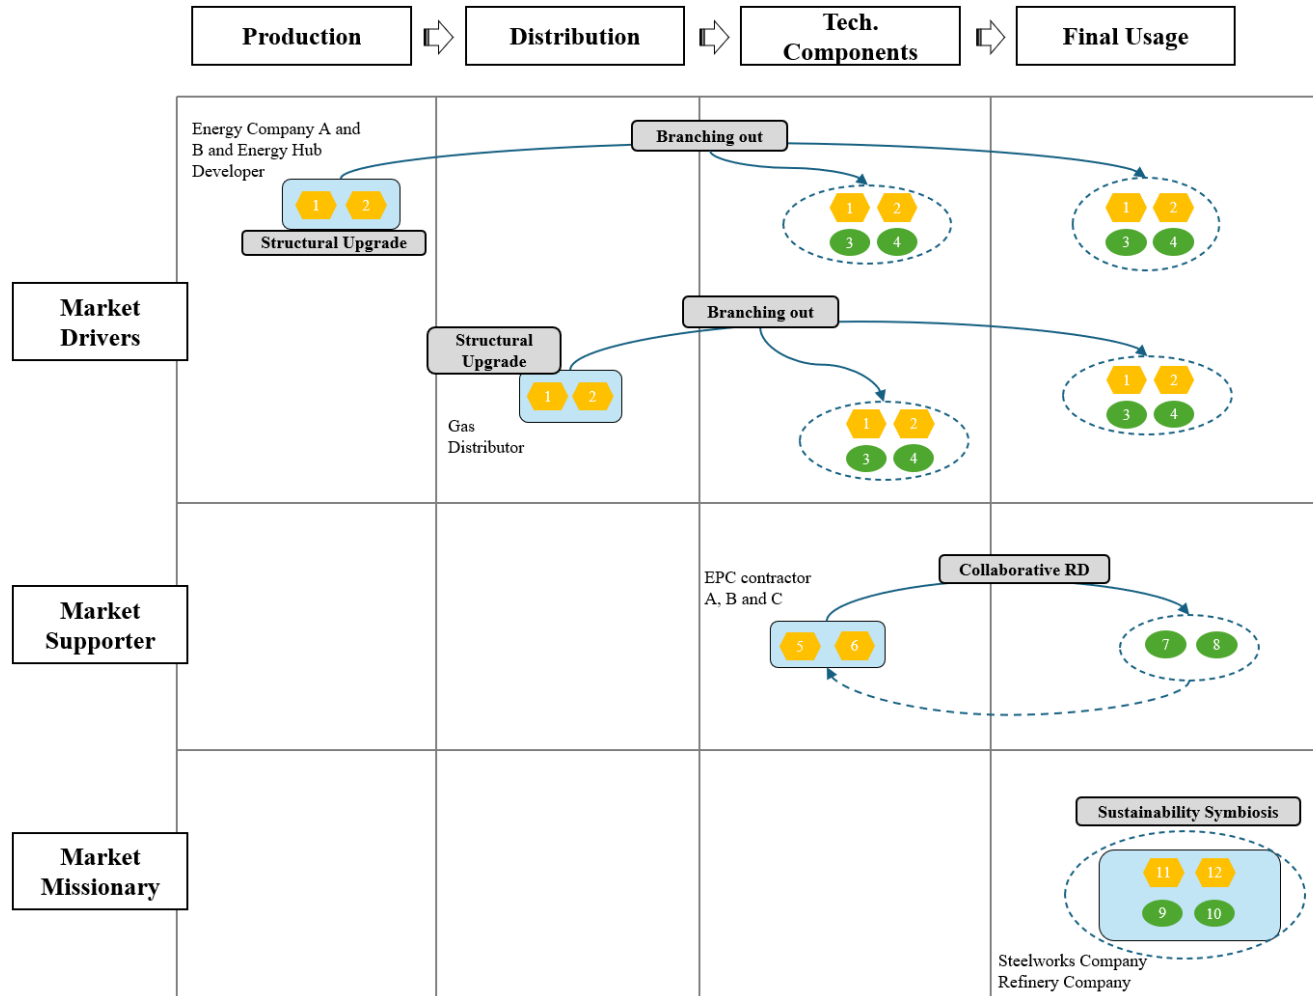 Production
Distribution
Tech.
Components
Final Usage
Energy Company A and
B and Energy Hub
Developer
Branching out
1 2
Structural Upgrade
1 2
3 4
1 2
3 4
Market
Drivers
Branching out
Structural
Upgrade
1 2
Gas
Distributor
1 2
3 4
1 2
3 4
Market
Supporter
EPC contractor
A, B and C
Collaborative RD
5 6
7 8
Market
Missionary
Sustainability Symbiosis
11 12
9 10
Steelworks Company
Refinery Company